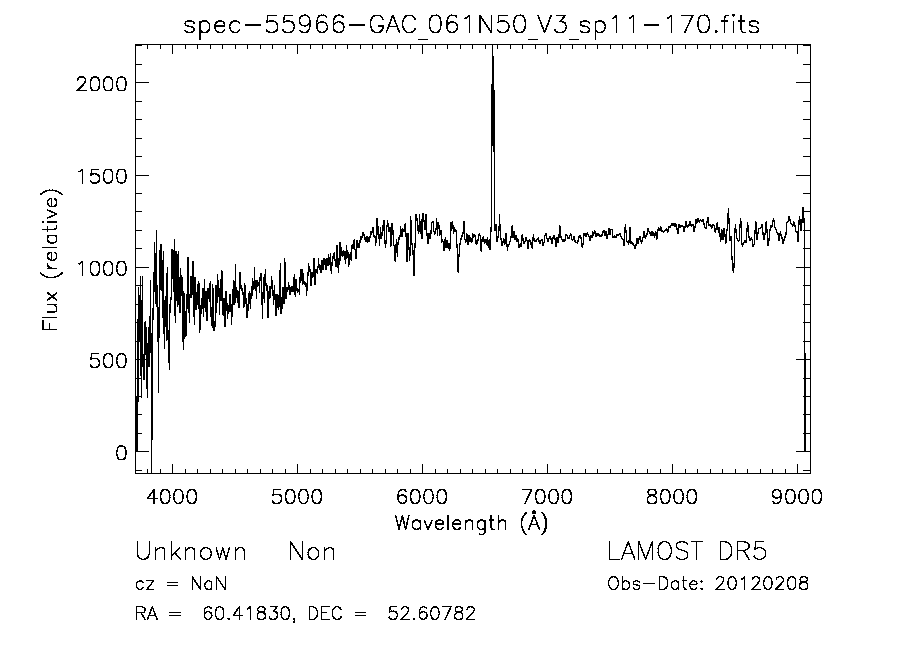 spec-55966-GAC_061N50_V3_sp11-170.fits
2000
1500
1000
500
0
Flux (relative)
4000 5000 6000 7000 8000 9000
Wavelength (Å)
Unknown Non LAMOST DR5
cz = NaN Obs-Date: 20120208
RA = 60.41830, DEC = 52.60782